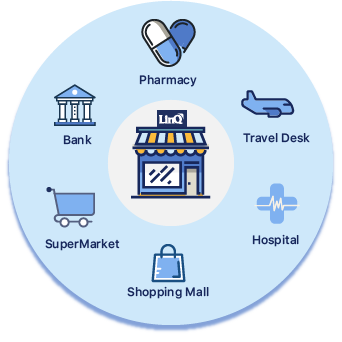 Pharmacy
Bank
LinQ
Travel Desk
SuperMarket
Hospital
Shopping Mall